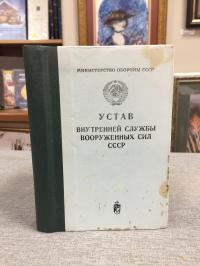 МИНИСТЕРСТВО ОБОРОНЫ СССР
УСТАВ
ВНУТРЕННЕЙ СЛУЖБЫ
ВООРУЖЕННЫХ СИЛ
СССР